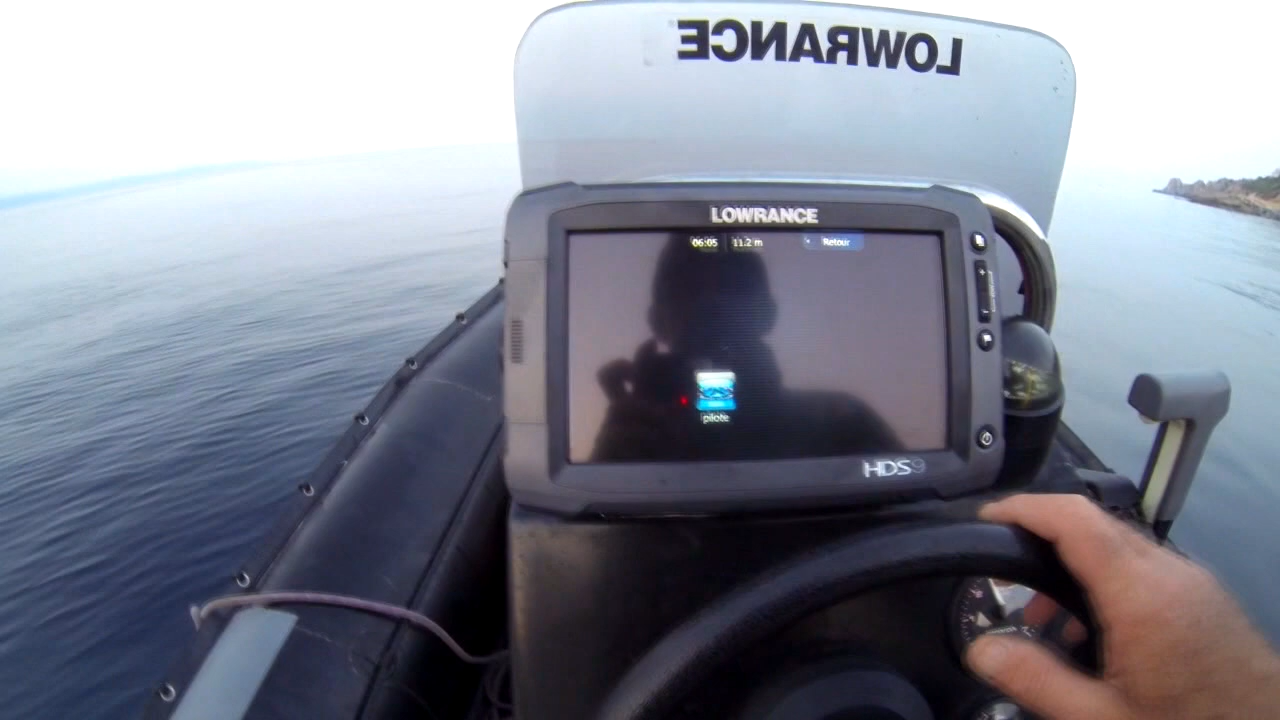 LOWRANCE
LOWRANCE
06:05 11.2 m Retour
pilote
HDS9